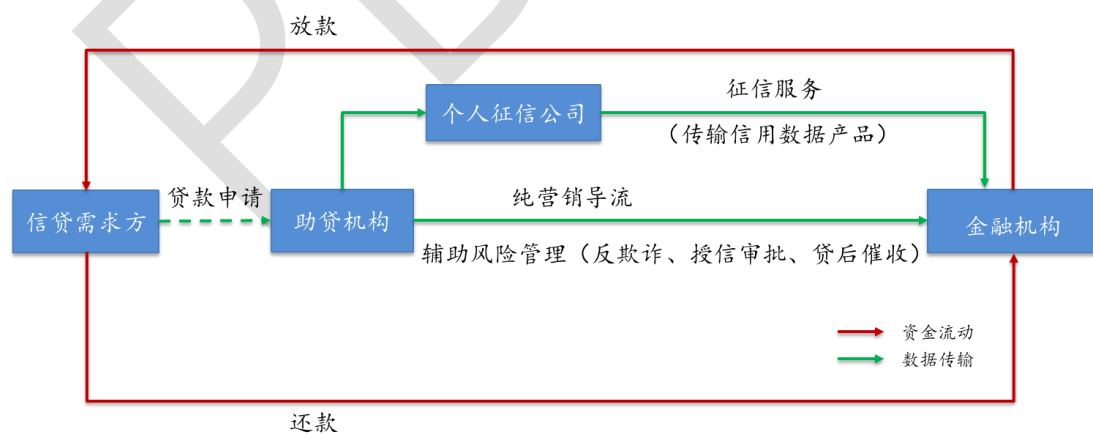 放款
个人征信公司
征信服务
（传输信用数据产品）
信贷需求方
贷款申请
助贷机构
纯营销导流
金融机构
辅助风险管理（反欺诈、授信审批、贷后催收）
资金流动
数据传输
还款